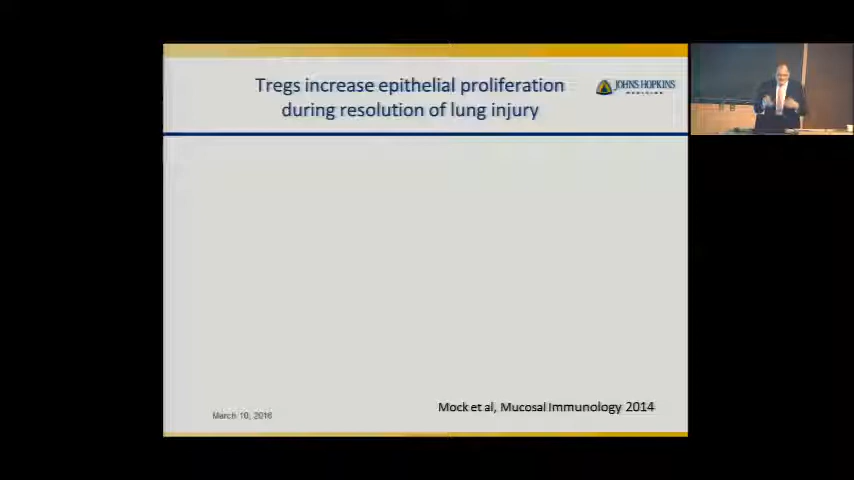 Tregs increase epithelial proliferation
during resolution of lung injury
JOHNS HOPKINS
MEDICINE
Mock et al, Mucosal Immunology 2014
March 10, 2016